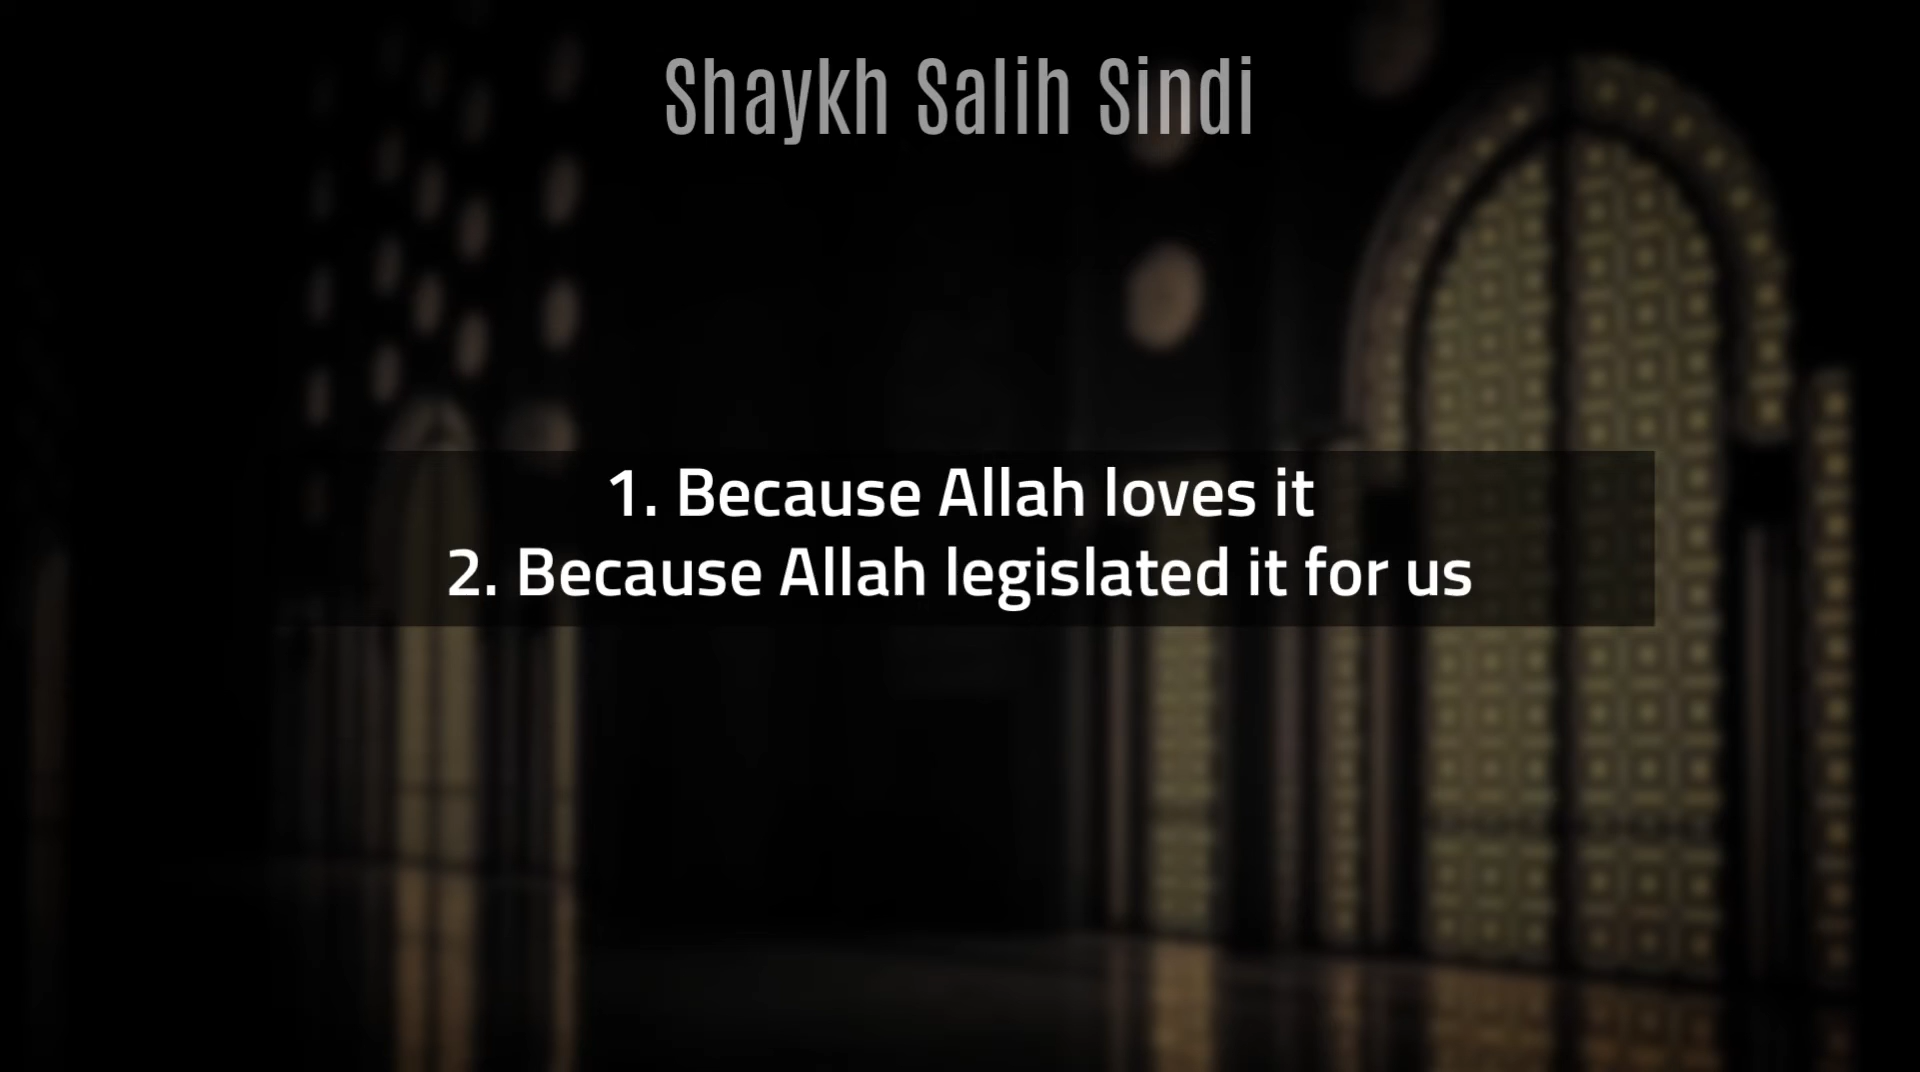 Shaykh Salih Sindi
1. Because Allah loves it
2. Because Allah legislated it for us